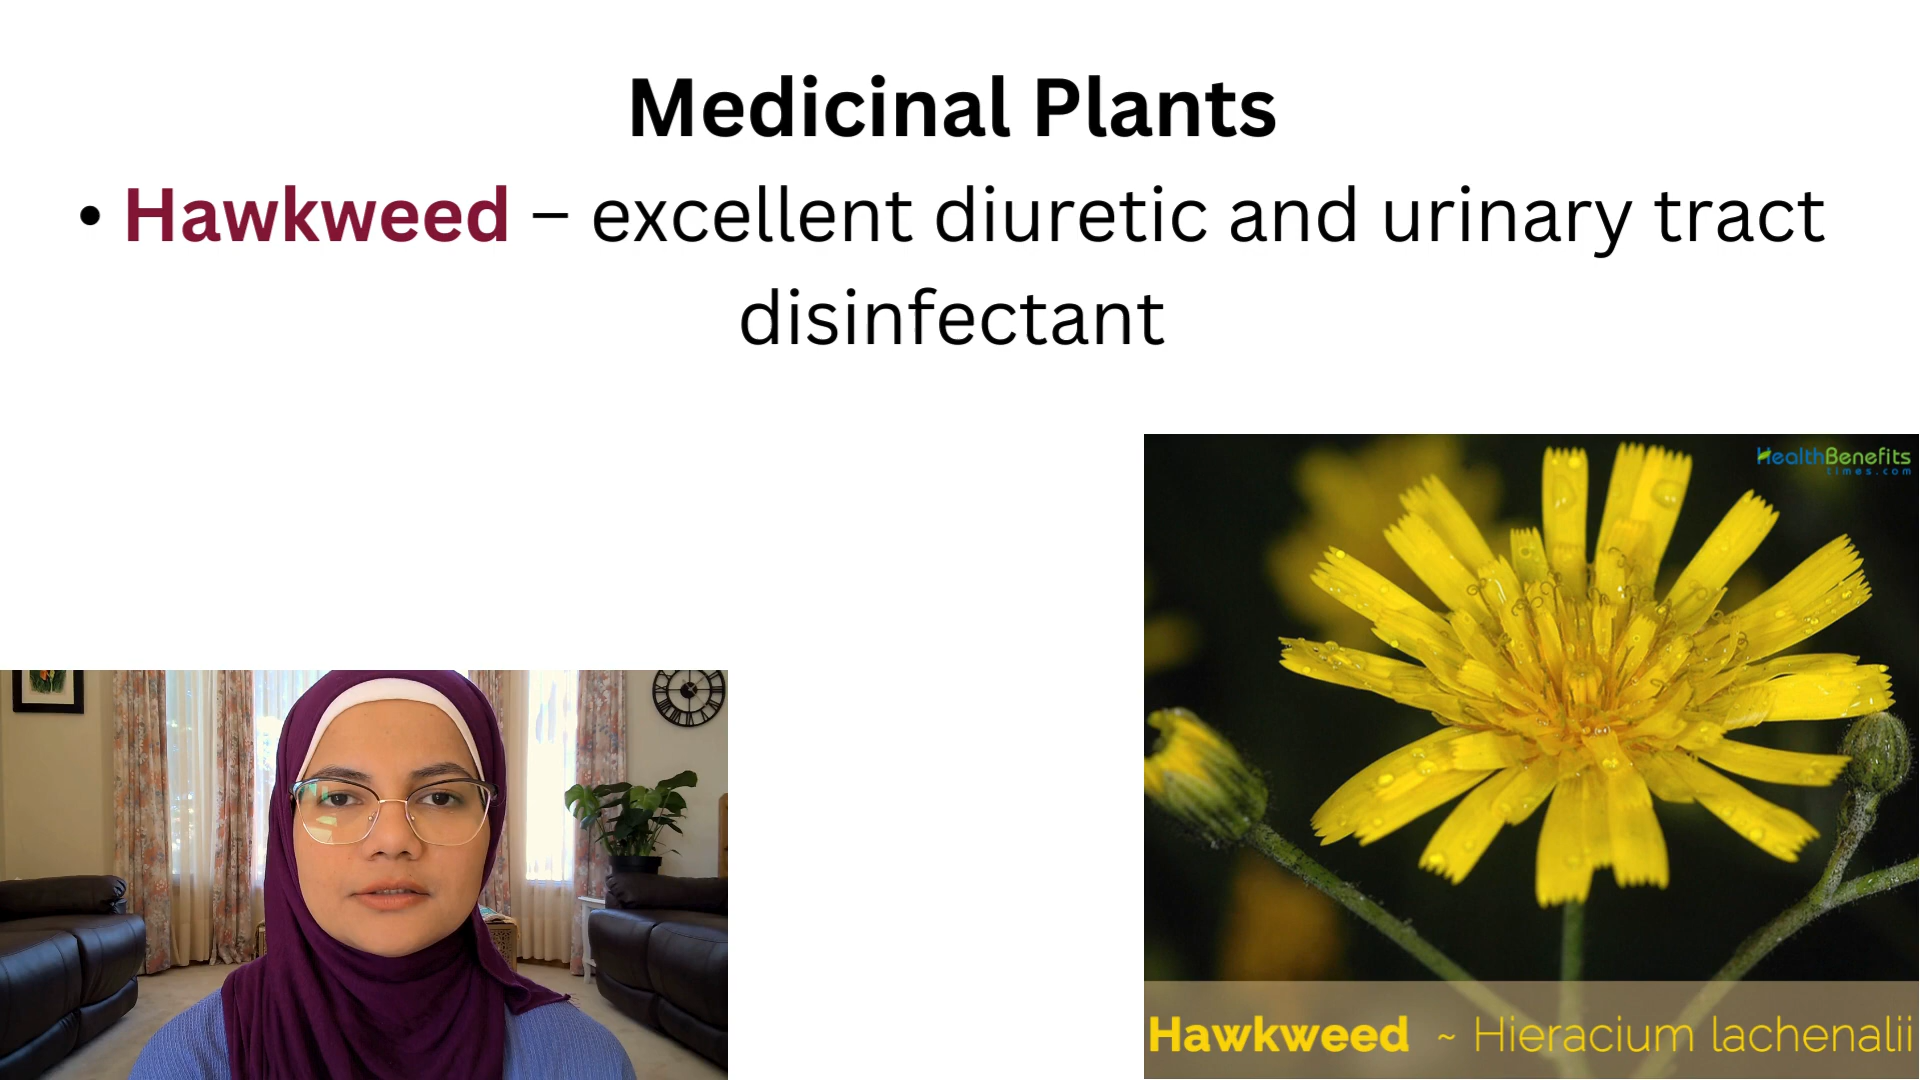 Medicinal Plants
• Hawkweed – excellent diuretic and urinary tract
disinfectant
HealthBenefits
times.com
Hawkweed ~ Hieracium lachenalii